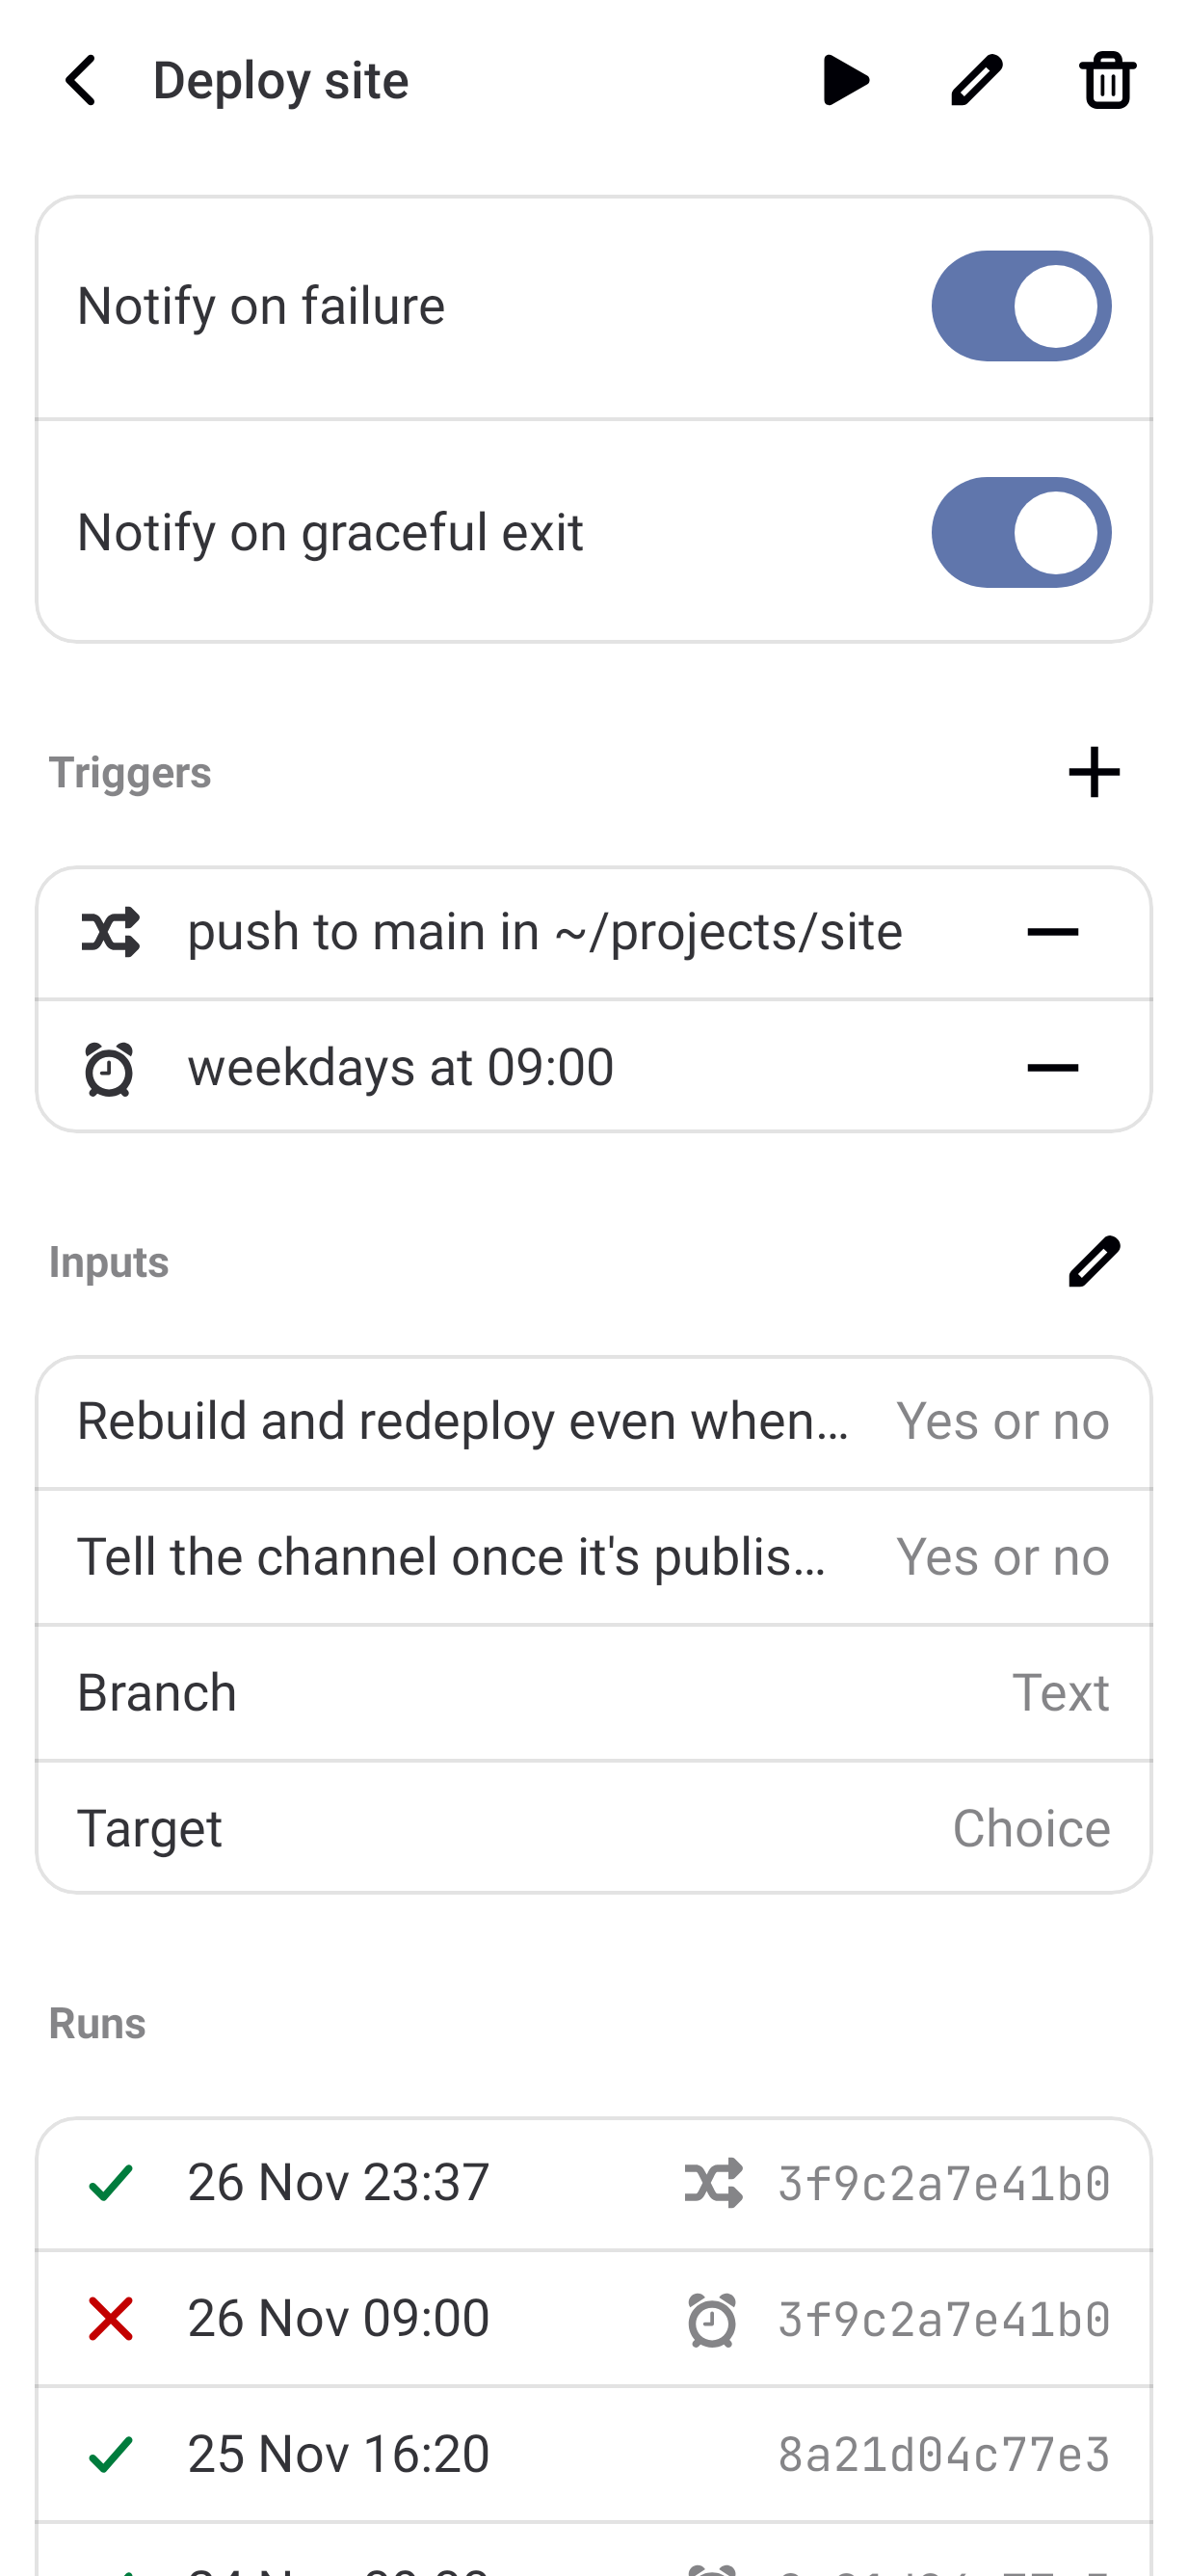 Deploy site
Notify on failure
Notify on graceful exit
Triggers
push to main in ~/projects/site
weekdays at 09:00
Inputs
Rebuild and redeploy even when… Yes or no
Tell the channel once it's publis… Yes or no
Branch Text
Target Choice
Runs
26 Nov 23:37 3f9c2a7e41b0
26 Nov 09:00 3f9c2a7e41b0
25 Nov 16:20 8a21d04c77e3